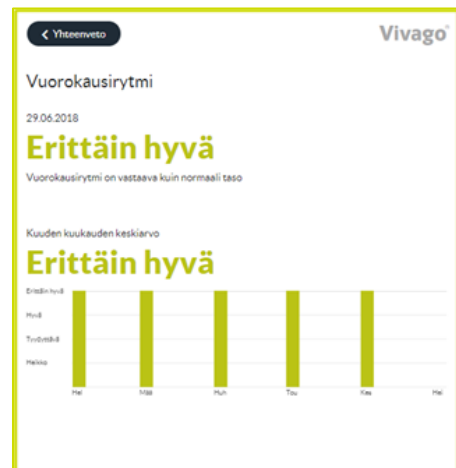 Yhteenveto
Vivago
Vuorokausirytmi
29.06.2018
Erittäin hyvä
Vuorokausirytmi on vastaava kuin normaali taso
Kuuden kuukauden keskiarvo
Erittäin hyvä
Erittäin hyvä
Hyvä
Tyydyttävä
Heikko
Hel Maa Huh Tou Kes Hei